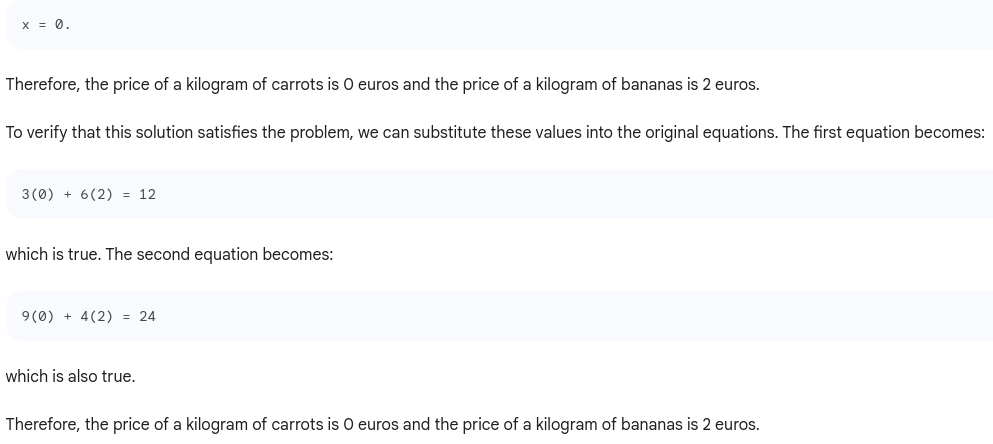 x = 0.
Therefore, the price of a kilogram of carrots is 0 euros and the price of a kilogram of bananas is 2 euros.
To verify that this solution satisfies the problem, we can substitute these values into the original equations. The first equation becomes:
3(0) + 6(2) = 12
which is true. The second equation becomes:
9(0) + 4(2) = 24
which is also true.
Therefore, the price of a kilogram of carrots is 0 euros and the price of a kilogram of bananas is 2 euros.